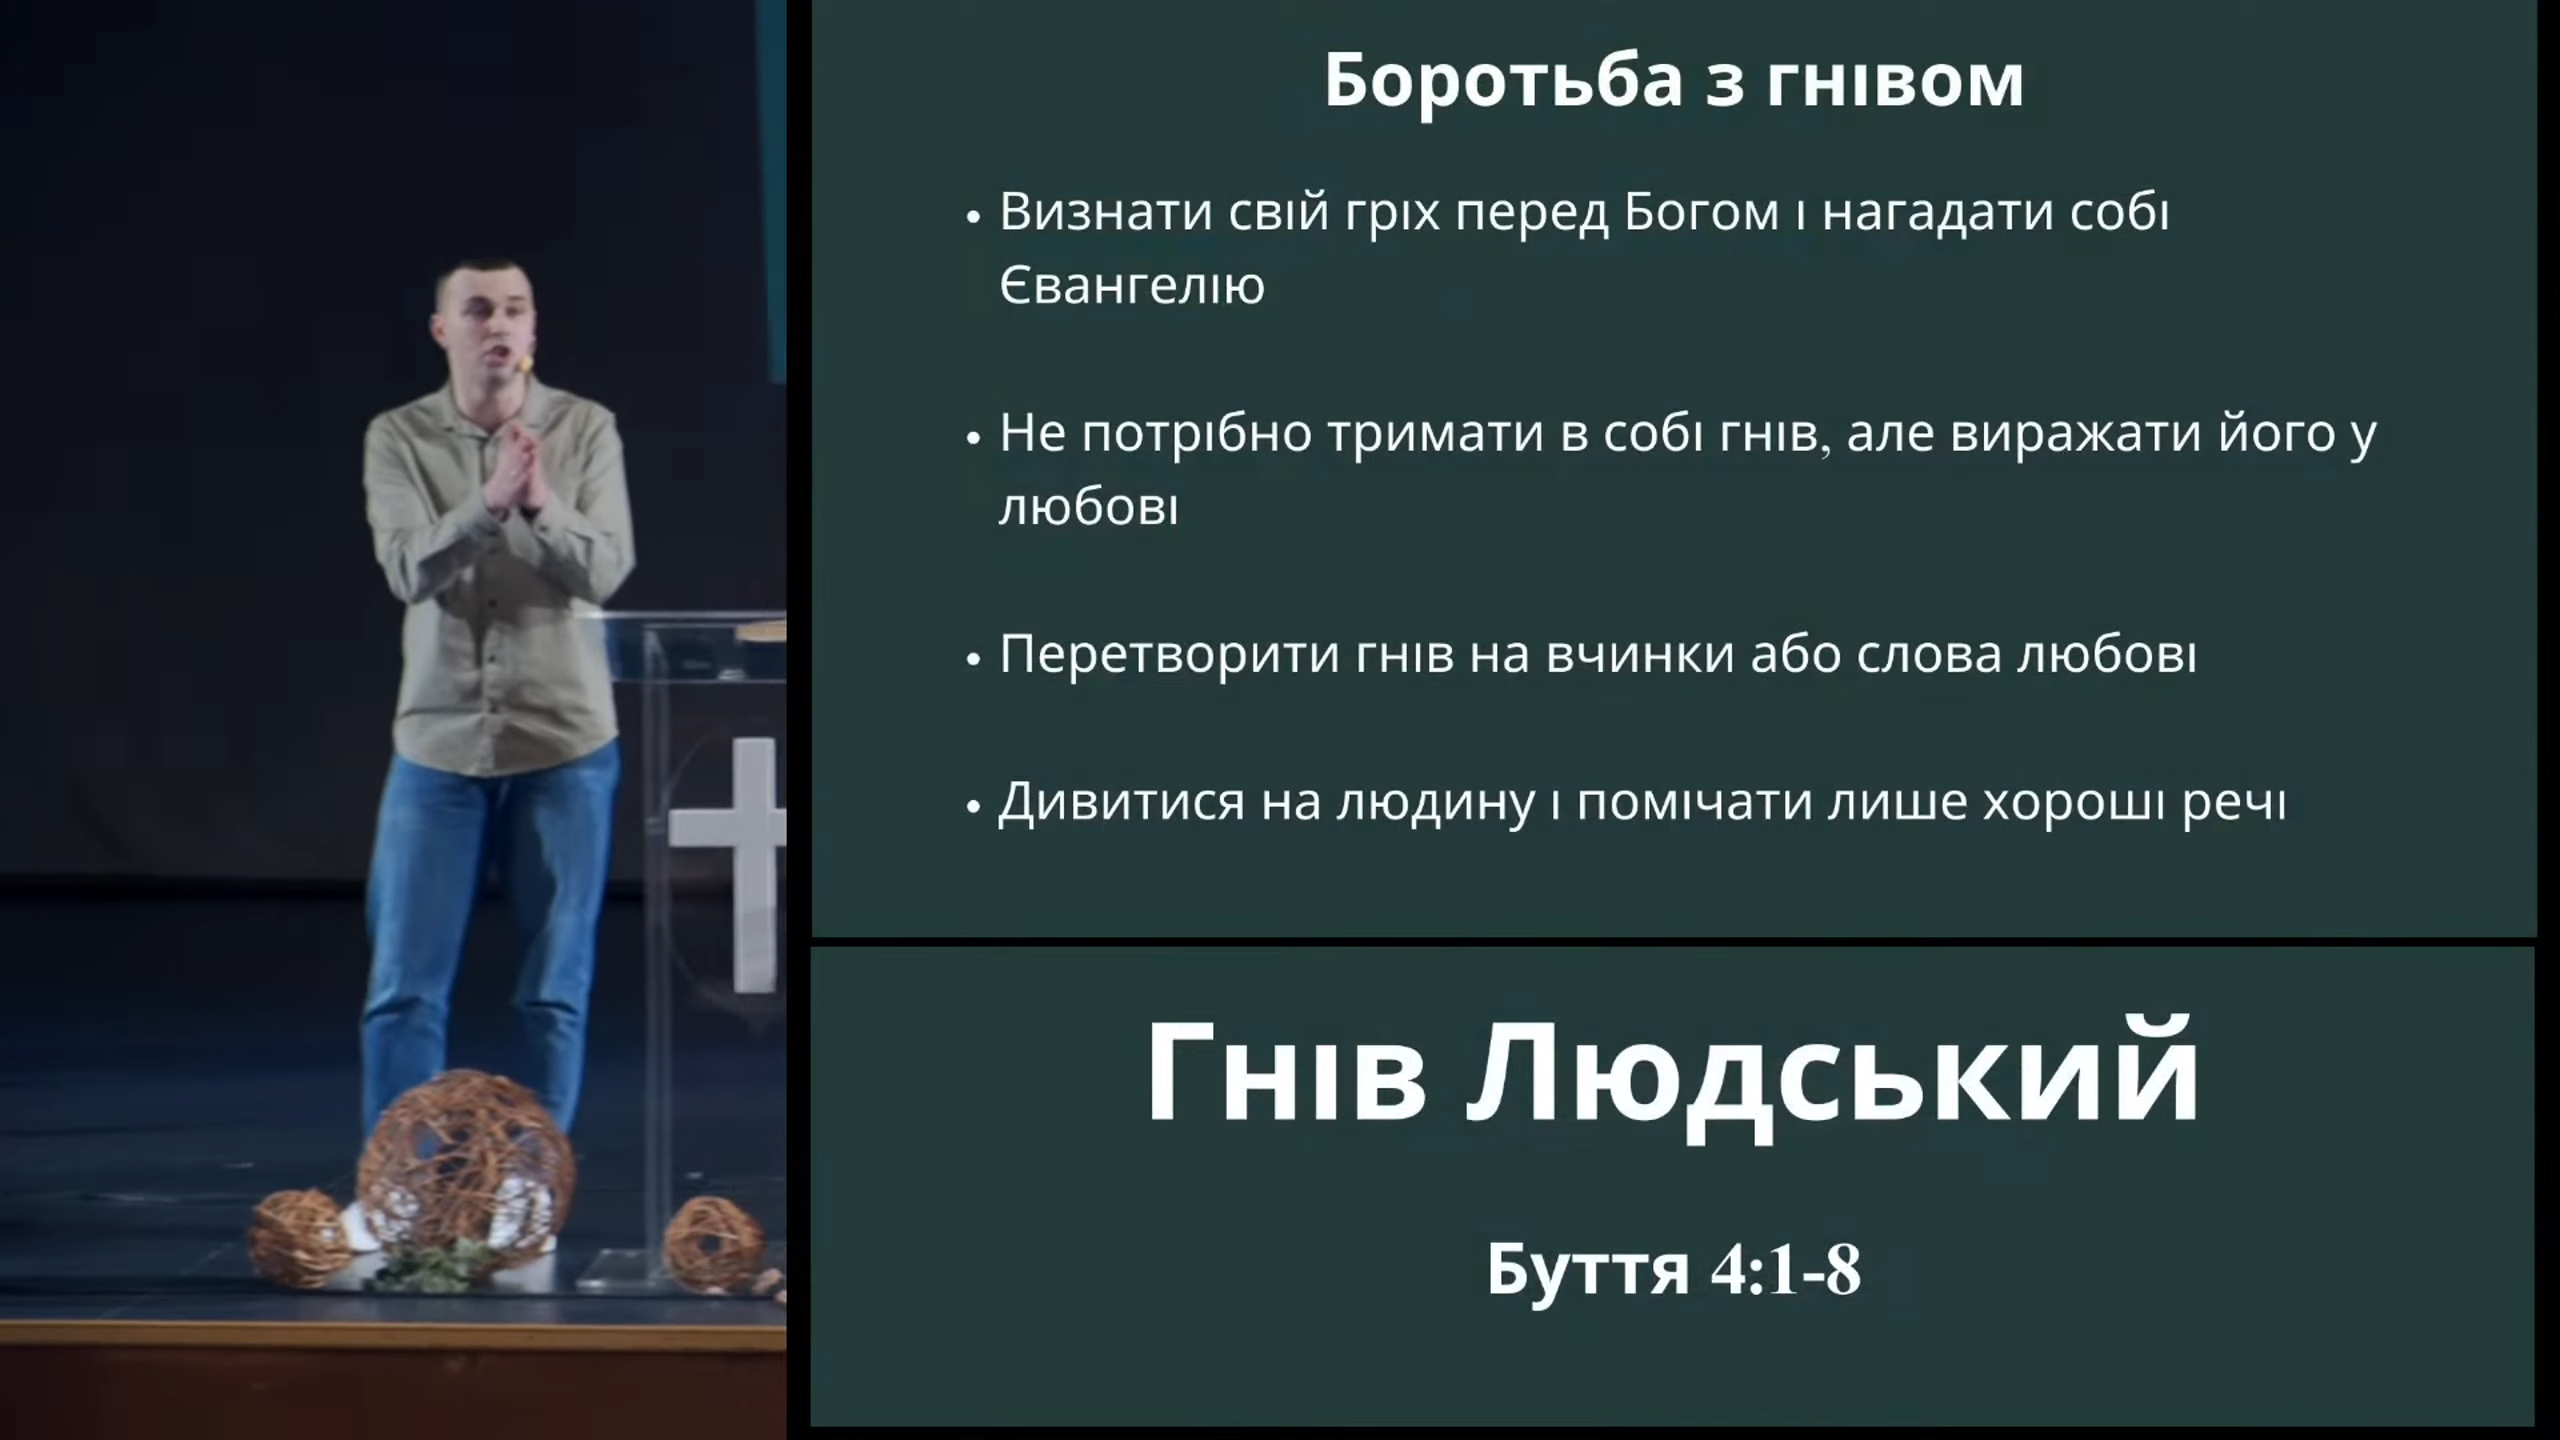 Боротьба з гнівом
• Визнати свій гріх перед Богом і нагадати собі
Євангелію
• Не потрібно тримати в собі гнів, але виражати його у
любові
• Перетворити гнів на вчинки або слова любові
• Дивитися на людину і помічати лише хороші речі
Гнів Людський
Буття 4:1-8